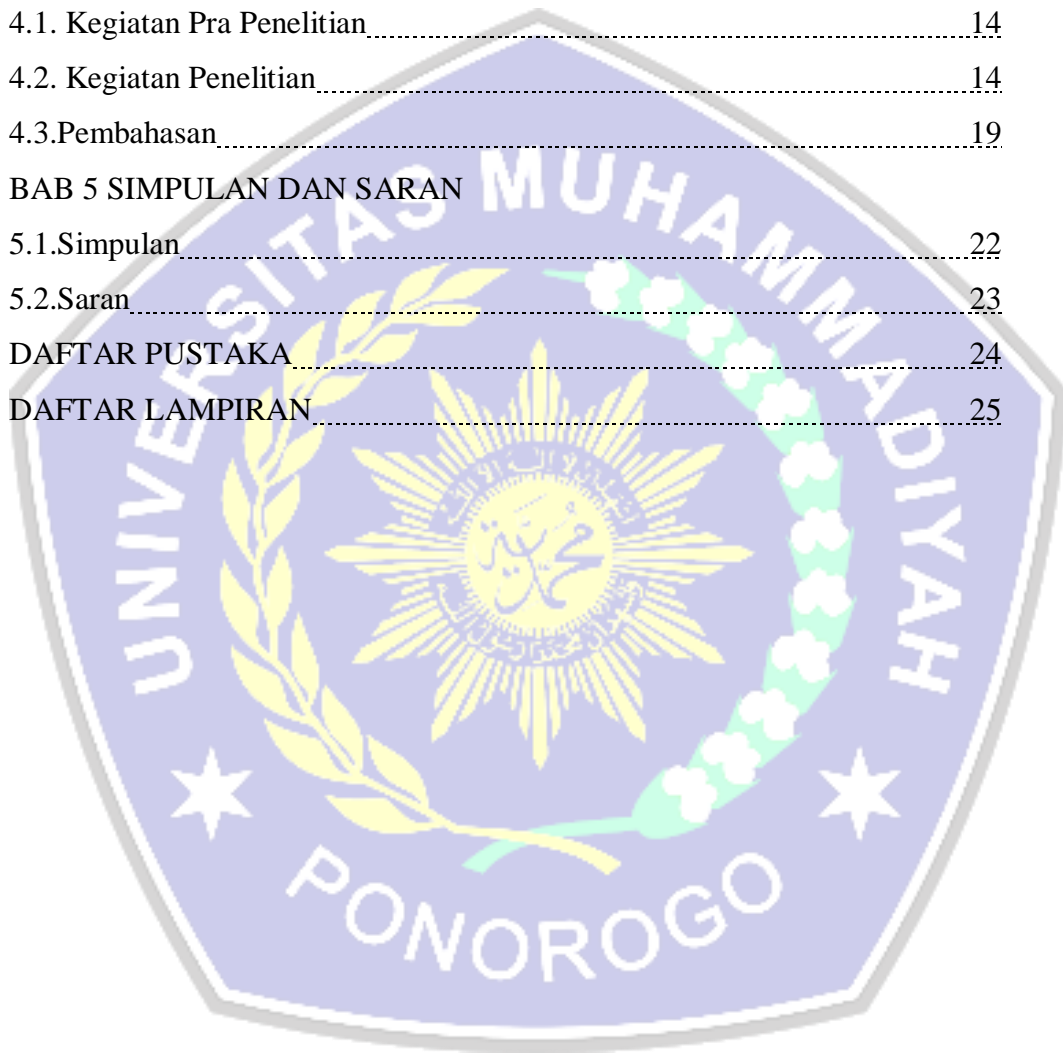 4.1. Kegiatan Pra Penelitian 14
4.2. Kegiatan Penelitian 14
4.3.Pembahasan 19
BAB 5 SIMPULAN DAN SARAN
5.1.Simpulan 22
5.2.Saran 23
DAFTAR PUSTAKA 24
DAFTAR LAMPIRAN 25
UNIVERSITAS MUHAMMADIYAH
PONOROGO